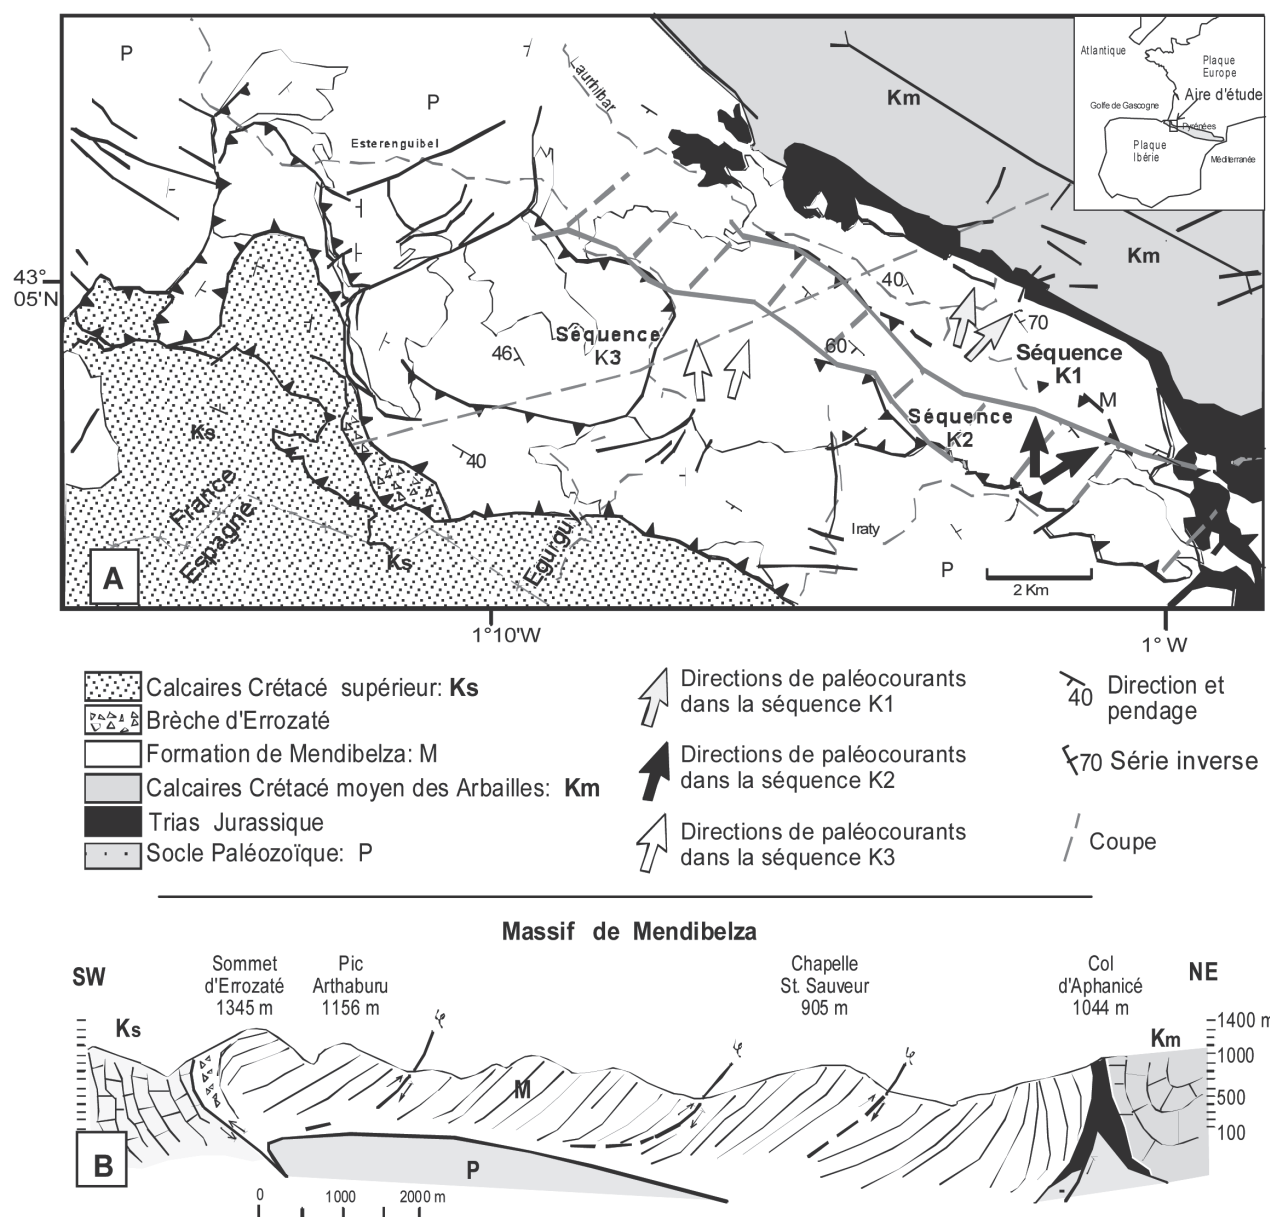 P
P
Laurhibar
Esterenguibel
Km
Km
Atlantique
Plaque
Europe
Aire d'étude
Golfe de Gascogne
Pyrénées
Plaque
Ibérie
Méditerranée
43°
05'N
40
70
60
46
40
Séquence
K3
Séquence
K1
M
Séquence
K2
Ks
France
Espagne
Ks
Egurguy
Iraty
P
2 Km
A
1°10'W
1° W
Calcaires Crétacé supérieur: Ks
Brèche d'Errozaté
Formation de Mendibelza: M
Calcaires Crétacé moyen des Arbailles: Km
Trias Jurassique
Socle Paléozoïque: P
Directions de paléocourants
dans la séquence K1
Directions de paléocourants
dans la séquence K2
Directions de paléocourants
dans la séquence K3
40
Direction et
pendage
70 Série inverse
Coupe
Massif de Mendibelza
SW
Sommet
d'Errozaté
1345 m
Pic
Arthaburu
1156 m
Chapelle
St. Sauveur
905 m
Col
d'Aphanicé
1044 m
NE
Ks
Km
1400 m
1000
500
100
φ
φ
φ
M
P
B
0 1000 2000 m